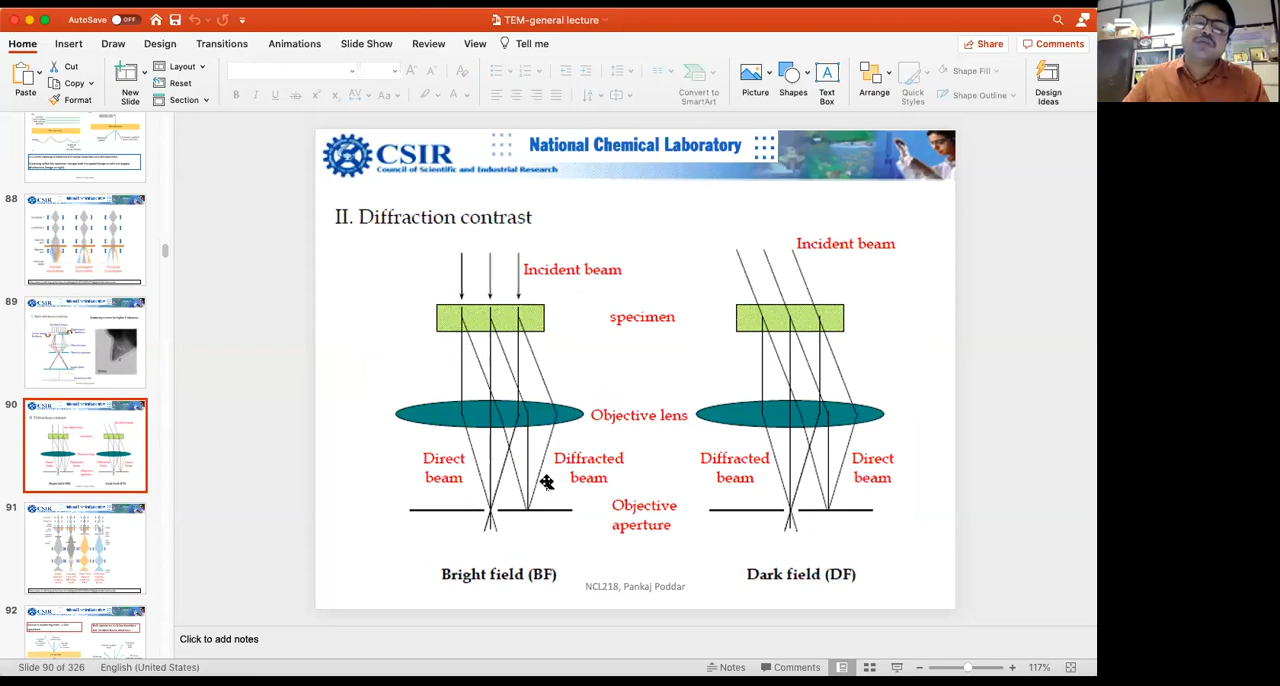 AutoSave OFF
TEM-general lecture
Home Insert Draw Design Transitions Animations Slide Show Review View Tell me
Share Comments
Paste
Cut
Copy
Format
New
Slide
Layout
Reset
Section
Convert to
SmartArt
Picture
Shapes
Text
Box
Arrange
Quick
Styles
Shape Fill
Shape Outline
Design
Ideas
88
89
90
91
92
CSIR
Council of Scientific and Industrial Research
National Chemical Laboratory
II. Diffraction contrast
Incident beam
Incident beam
specimen
Objective lens
Direct
beam
Diffracted
beam
Diffracted
beam
Direct
beam
Objective
aperture
Bright field (BF)
Dark field (DF)
NCL218, Pankaj Poddar
Click to add notes
Slide 90 of 326 English (United States) Notes Comments 117%